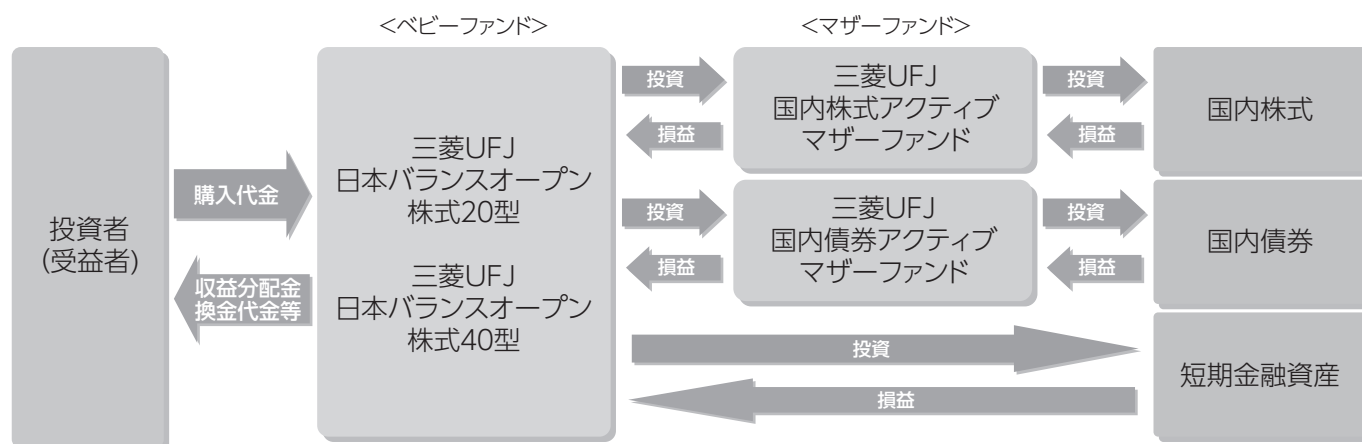 <ベビーファンド>
<マザーファンド>
投資者
(受益者)
購入代金
収益分配金
換金代金等
三菱UFJ
日本バランスオープン
株式20型
三菱UFJ
日本バランスオープン
株式40型
投資
損益
三菱UFJ
国内株式アクティブ
マザーファンド
投資
損益
国内株式
投資
損益
三菱UFJ
国内債券アクティブ
マザーファンド
投資
損益
国内債券
投資
損益
短期金融資産